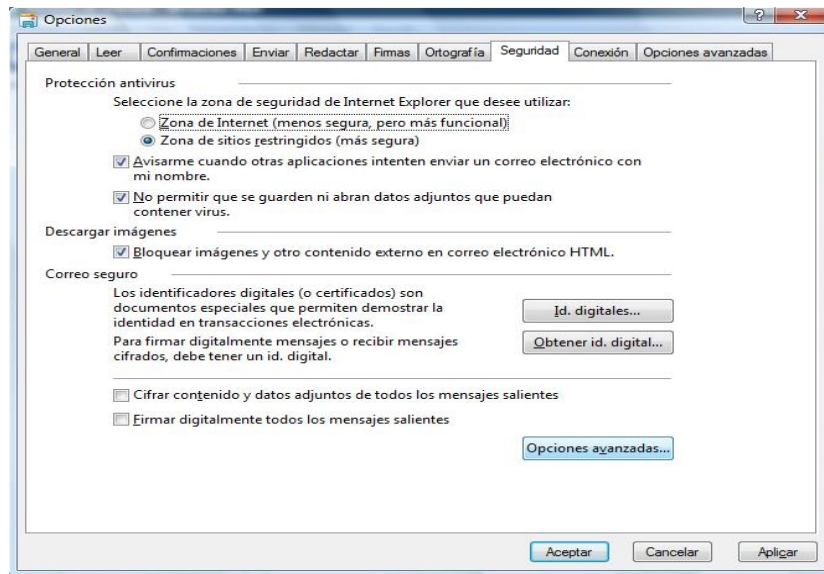 Opciones
?
General Leer Confirmaciones Enviar Redactar Firmas Ortografía Seguridad Conexión Opciones avanzadas
Protección antivirus
Seleccione la zona de seguridad de Internet Explorer que desee utilizar:
Zona de Internet (menos segura, pero más funcional)
Zona de sitios restringidos (más segura)
Avisarme cuando otras aplicaciones intenten enviar un correo electrónico con
mi nombre.
No permitir que se guarden ni abran datos adjuntos que puedan
contener virus.
Descargar imágenes
Bloquear imágenes y otro contenido externo en correo electrónico HTML.
Correo seguro
Los identificadores digitales (o certificados) son
documentos especiales que permiten demostrar la
identidad en transacciones electrónicas.
Id. digitales...
Para firmar digitalmente mensajes o recibir mensajes
cifrados, debe tener un id. digital.
Obtener id. digital...
Cifrar contenido y datos adjuntos de todos los mensajes salientes
Firmar digitalmente todos los mensajes salientes
Opciones avanzadas...
Aceptar Cancelar Aplicar